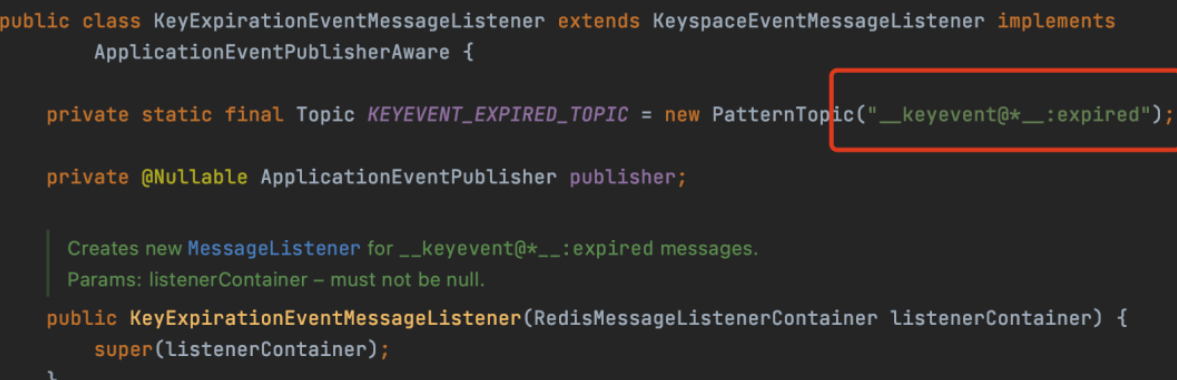 public class KeyExpirationEventMessageListener extends KeyspaceEventMessageListener implements
ApplicationEventPublisherAware {
private static final Topic KEYEVENT_EXPIRED_TOPIC = new PatternTopic("__keyevent@*__:expired");
private @Nullable ApplicationEventPublisher publisher;
Creates new MessageListener for __keyevent@*__:expired messages.
Params: listenerContainer – must not be null.
public KeyExpirationEventMessageListener(RedisMessageListenerContainer listenerContainer) {
super(listenerContainer);
}